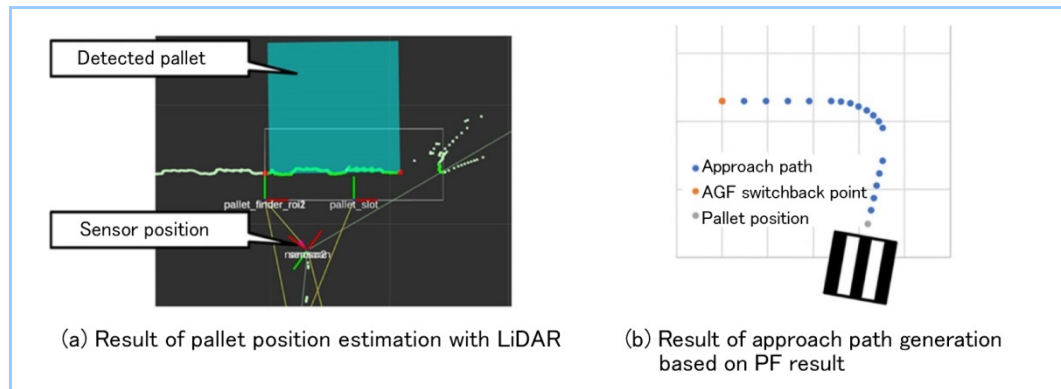 Detected pallet
pallet_slot
Sensor position
Approach path
AGF switchback point
Pallet position
(a) Result of pallet position estimation with LiDAR
(b) Result of approach path generation
based on PF result